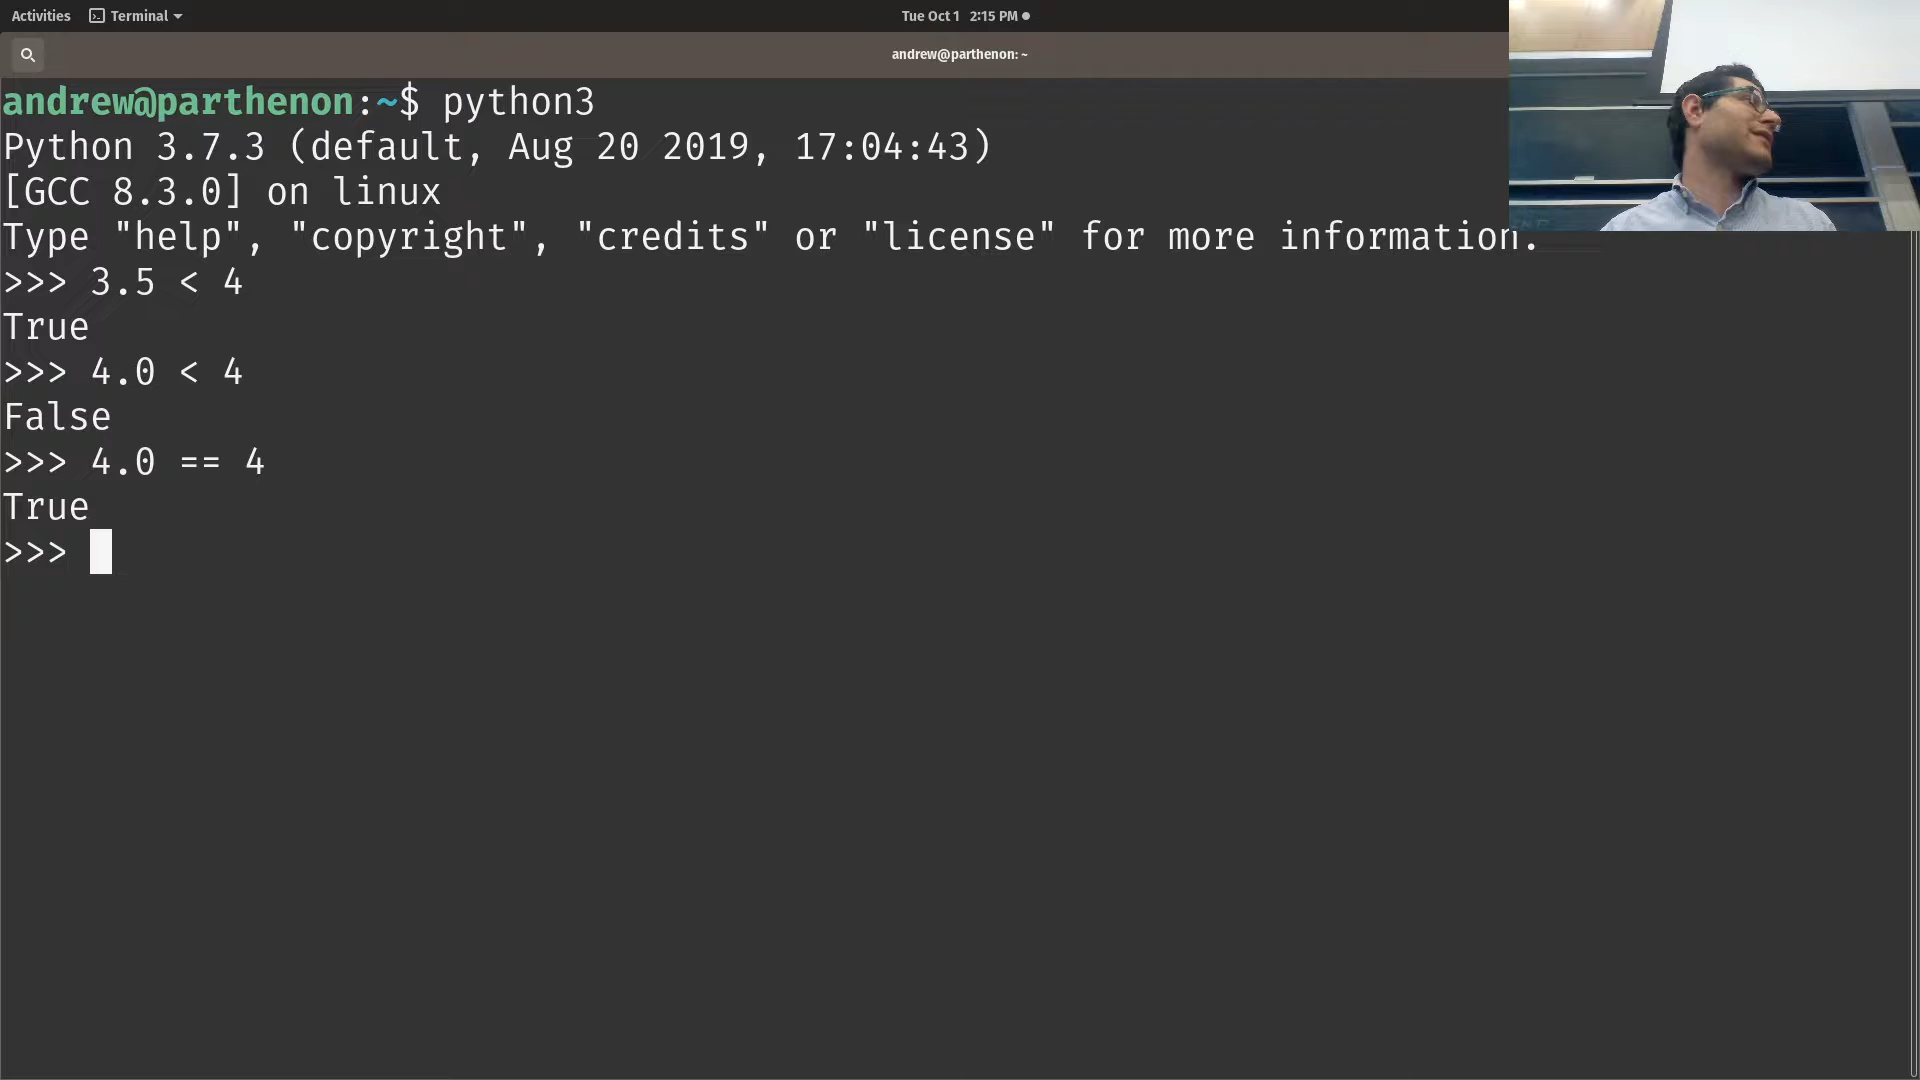 Activities Terminal Tue Oct 1 2:15 PM
andrew@parthenon: ~
andrew@parthenon:~$ python3
Python 3.7.3 (default, Aug 20 2019, 17:04:43)
[GCC 8.3.0] on linux
Type "help", "copyright", "credits" or "license" for more information.
>>> 3.5 < 4
True
>>> 4.0 < 4
False
>>> 4.0 == 4
True
>>>